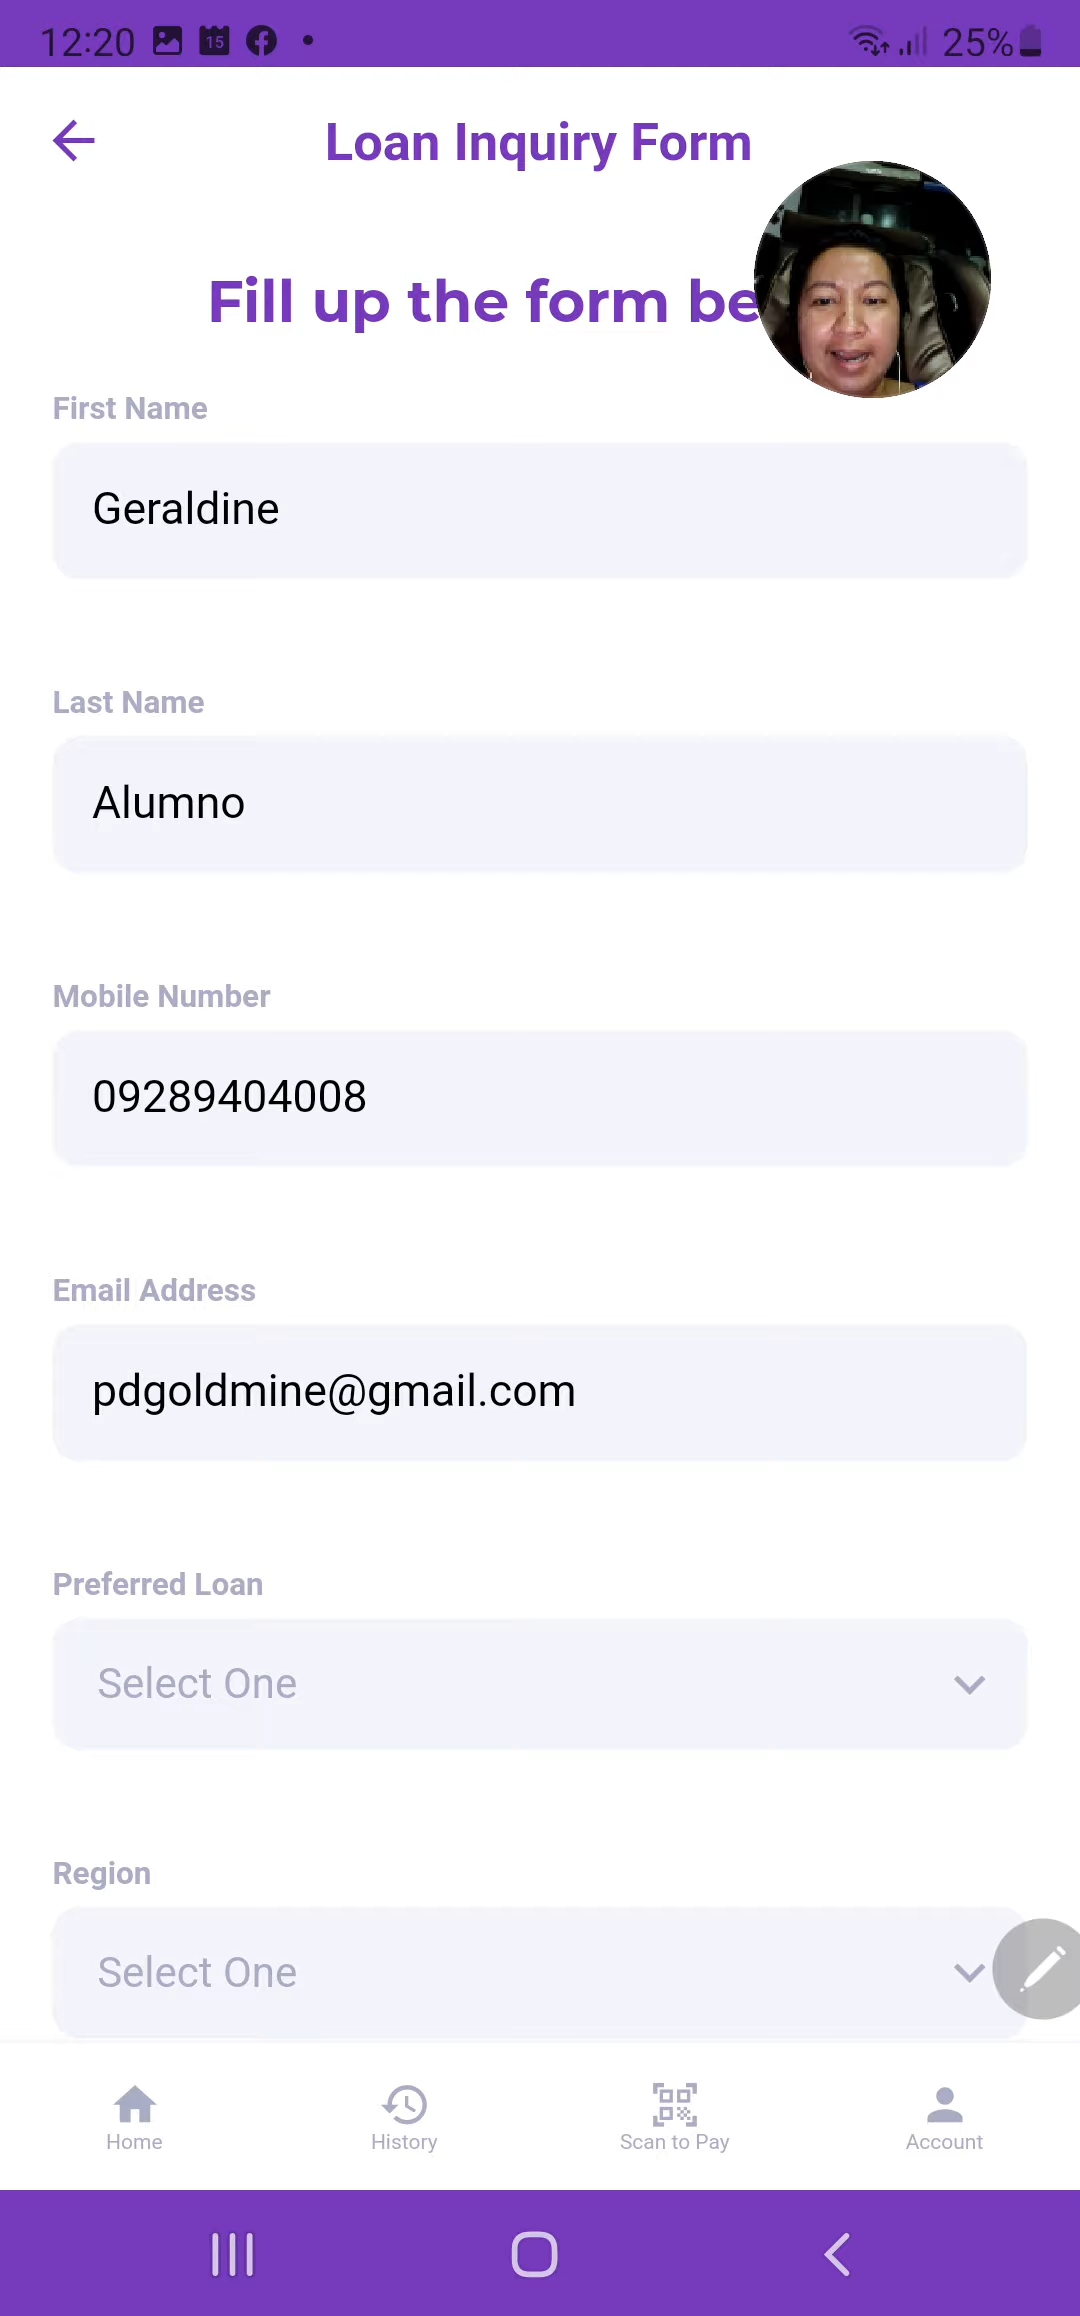 12:20 15 25%
Loan Inquiry Form
Fill up the form be
First Name
Geraldine
Last Name
Alumno
Mobile Number
09289404008
Email Address
pdgoldmine@gmail.com
Preferred Loan
Select One
Region
Select One
Home History Scan to Pay Account